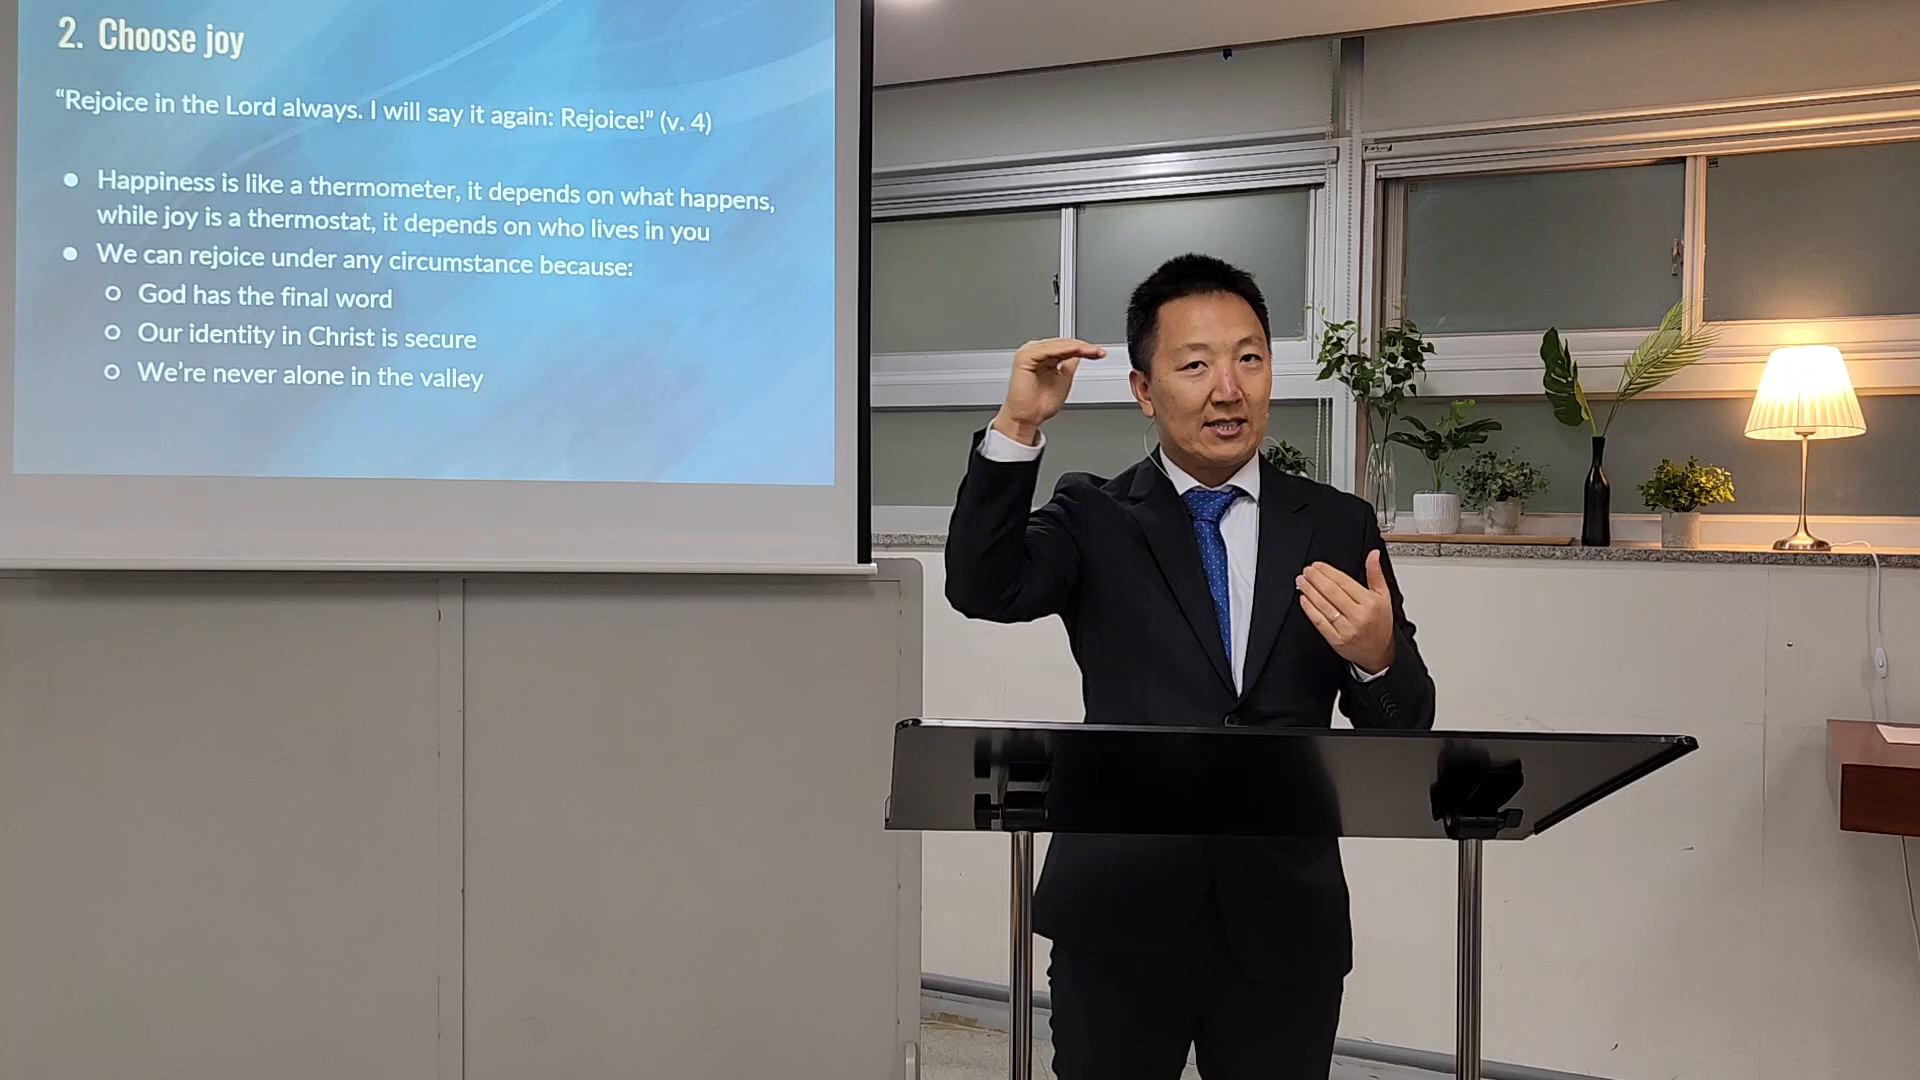 2. Choose joy
“Rejoice in the Lord always. I will say it again: Rejoice!” (v. 4)
● Happiness is like a thermometer, it depends on what happens,
while joy is a thermostat, it depends on who lives in you
● We can rejoice under any circumstance because:
○ God has the final word
○ Our identity in Christ is secure
○ We’re never alone in the valley